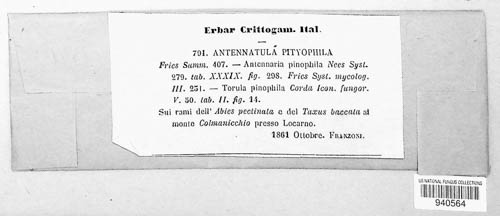 Erbar Crittogam. Ital.
791. ANTENNATULA PITYOPHILA
Fries Summ. 407. — Antennaria pinophila Nees Syst.
279. tab. XXXIX. fig. 298. Fries Syst. mycolog.
III. 231. — Torula pinophila Corda Icon. fungor.
V. 50. tab. II. fig. 14.
Sui rami dell' Abies pectinata e del Taxus baccata al
monte Colmanicchio presso Locarno.
1861 Ottobre. FRANZONI.
US NATIONAL FUNGUS COLLECTIONS
940564